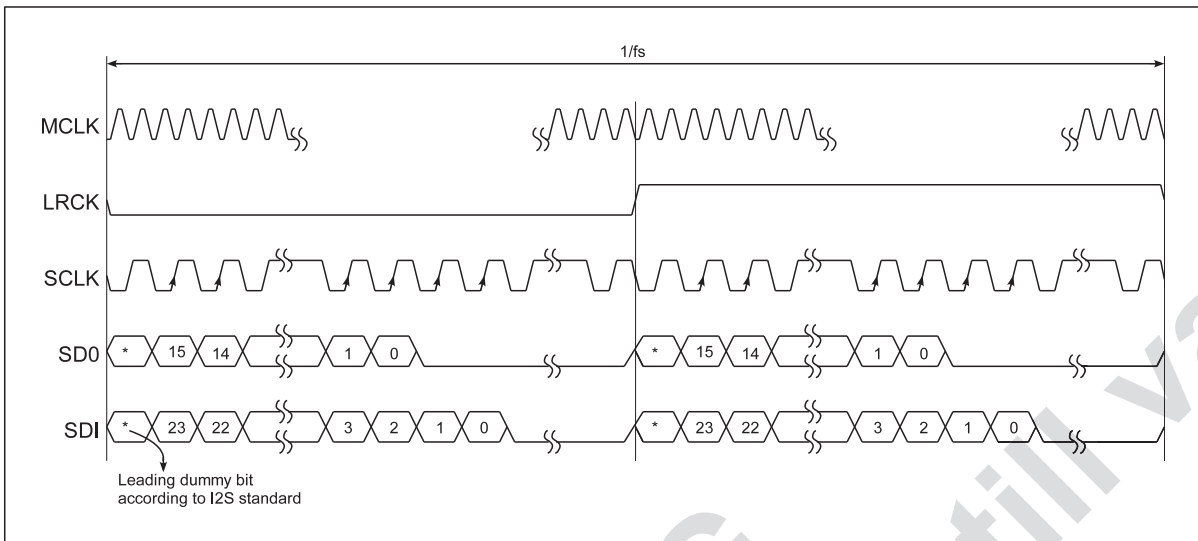 1/fs
MCLK
LRCK
SCLK
SD0 * 15 14 1 0 * 15 14 1 0
SDI * 23 22 3 2 1 0 * 23 22 3 2 1 0
Leading dummy bit
according to I2S standard
till